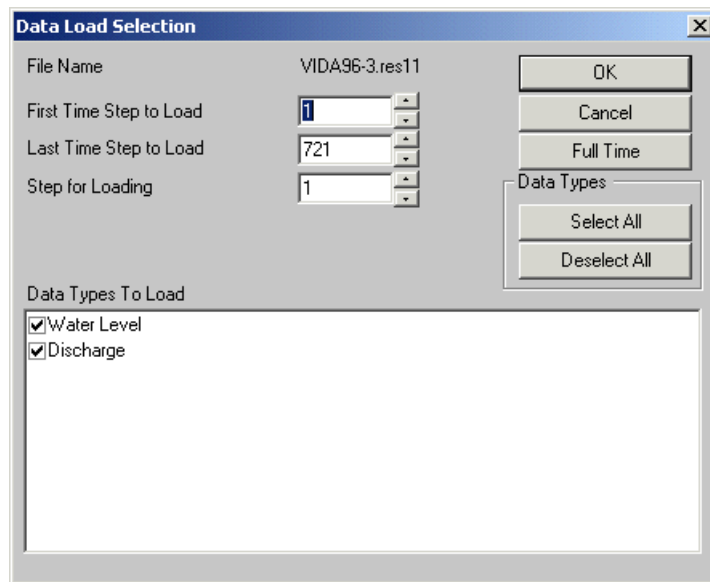 Data Load Selection
File Name VIDA96-3.res11
First Time Step to Load 1
Last Time Step to Load 721
Step for Loading 1
OK
Cancel
Full Time
Data Types
Select All
Deselect All
Data Types To Load
Water Level
Discharge